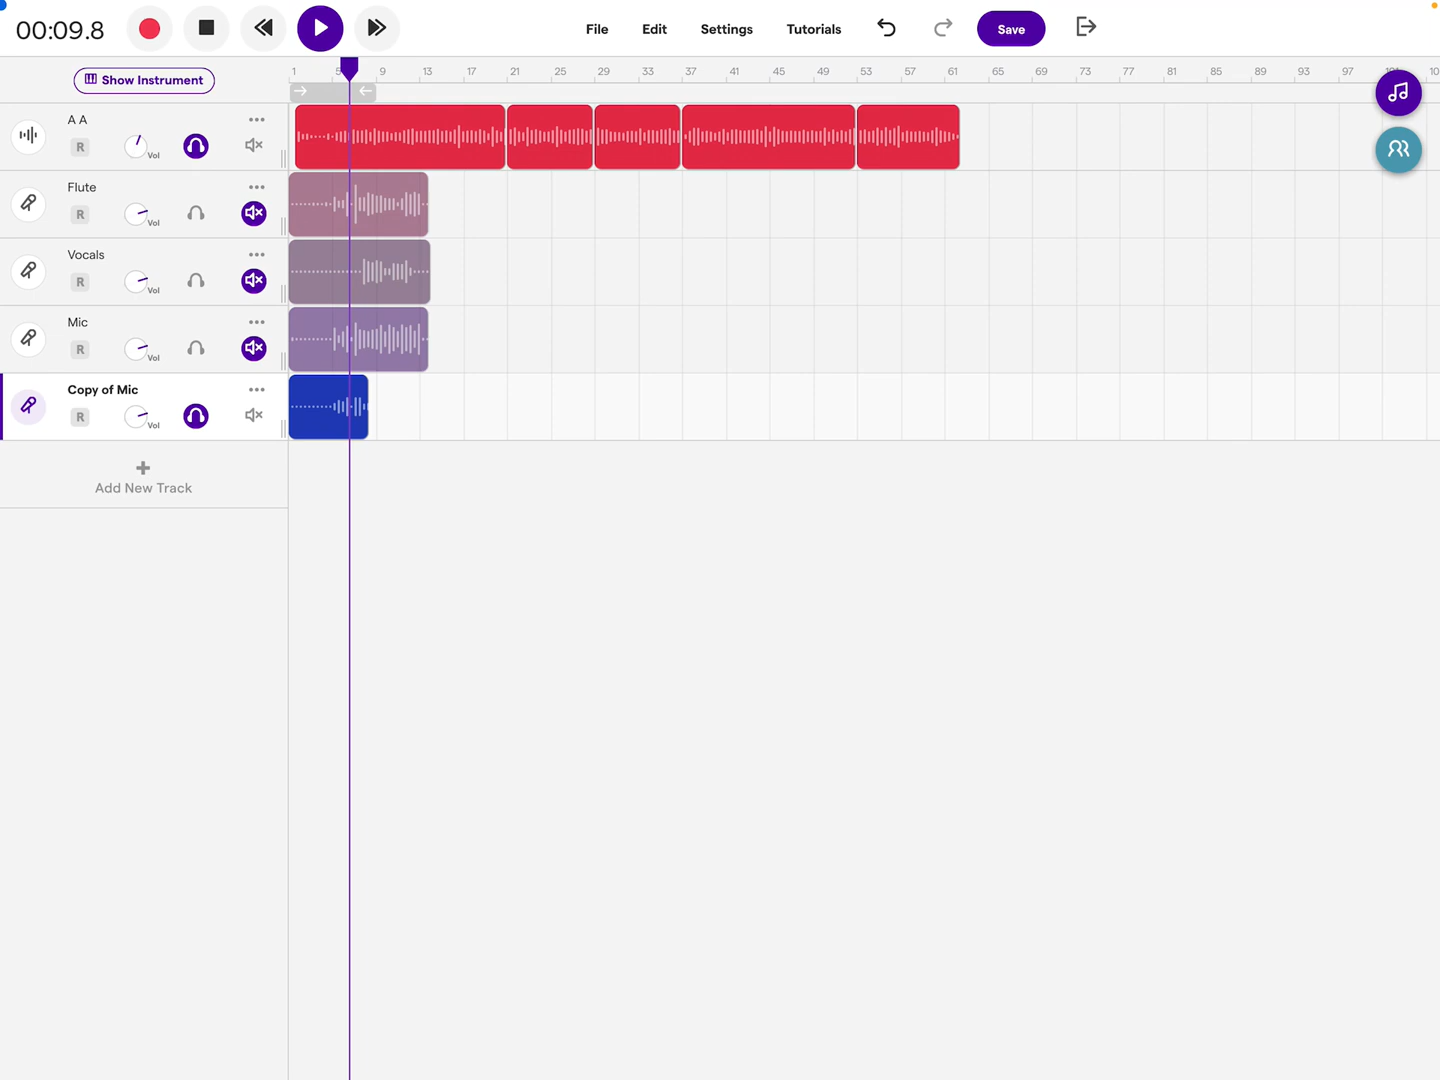 00:09.8 File Edit Settings Tutorials Save
Show Instrument
1 5 9 13 17 21 25 29 33 37 41 45 49 53 57 61 65 69 73 77 81 85 89 93 97
A A
R Vol
Flute
R Vol
Vocals
R Vol
Mic
R Vol
Copy of Mic
R Vol
Add New Track